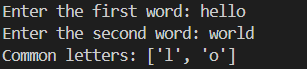 Enter the first word: hello
Enter the second word: world
Common letters: ['l', 'o']